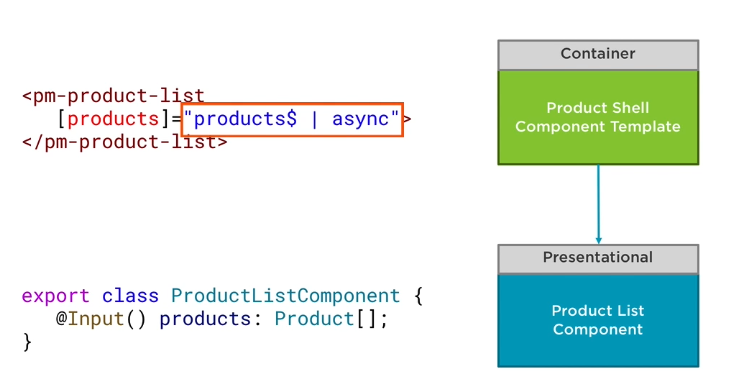 <pm-product-list
[products]="products$ | async">
</pm-product-list>
export class ProductListComponent {
@Input() products: Product[];
}
Container
Product Shell
Component Template
Presentational
Product List
Component